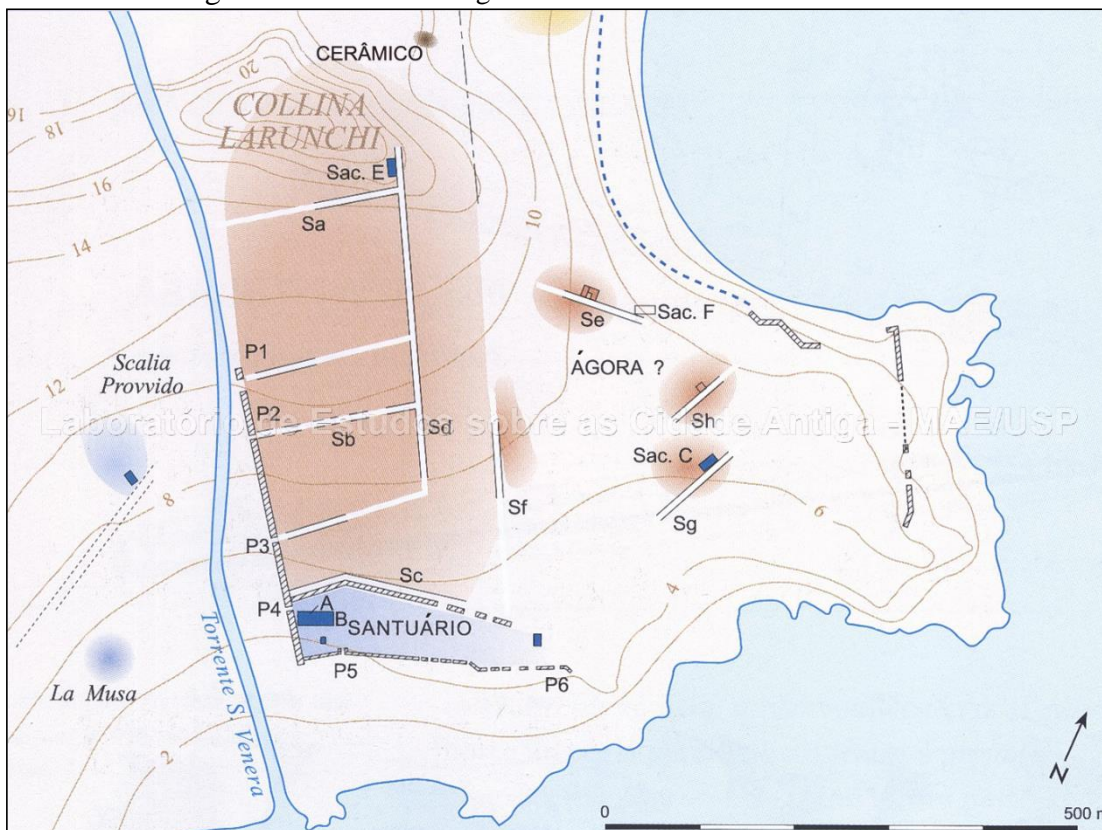 CERÂMICO
20
16
18
COLLINA
LARUNCHI
16
Sac. E
Sa
14
10
Se
Sac. F
ÁGORA ?
P1
Scalia
Provvido
12
P2
Sb
Sd
Sh
Laboratório de Estudos sobre as Cidade Antiga - MAE/USP
Sac. C
8
Sf
Sg
6
P3
Sc
4
P4
A
B
SANTUÁRIO
P5
P6
La Musa
Torrente S. Venera
2
N
0
500 m